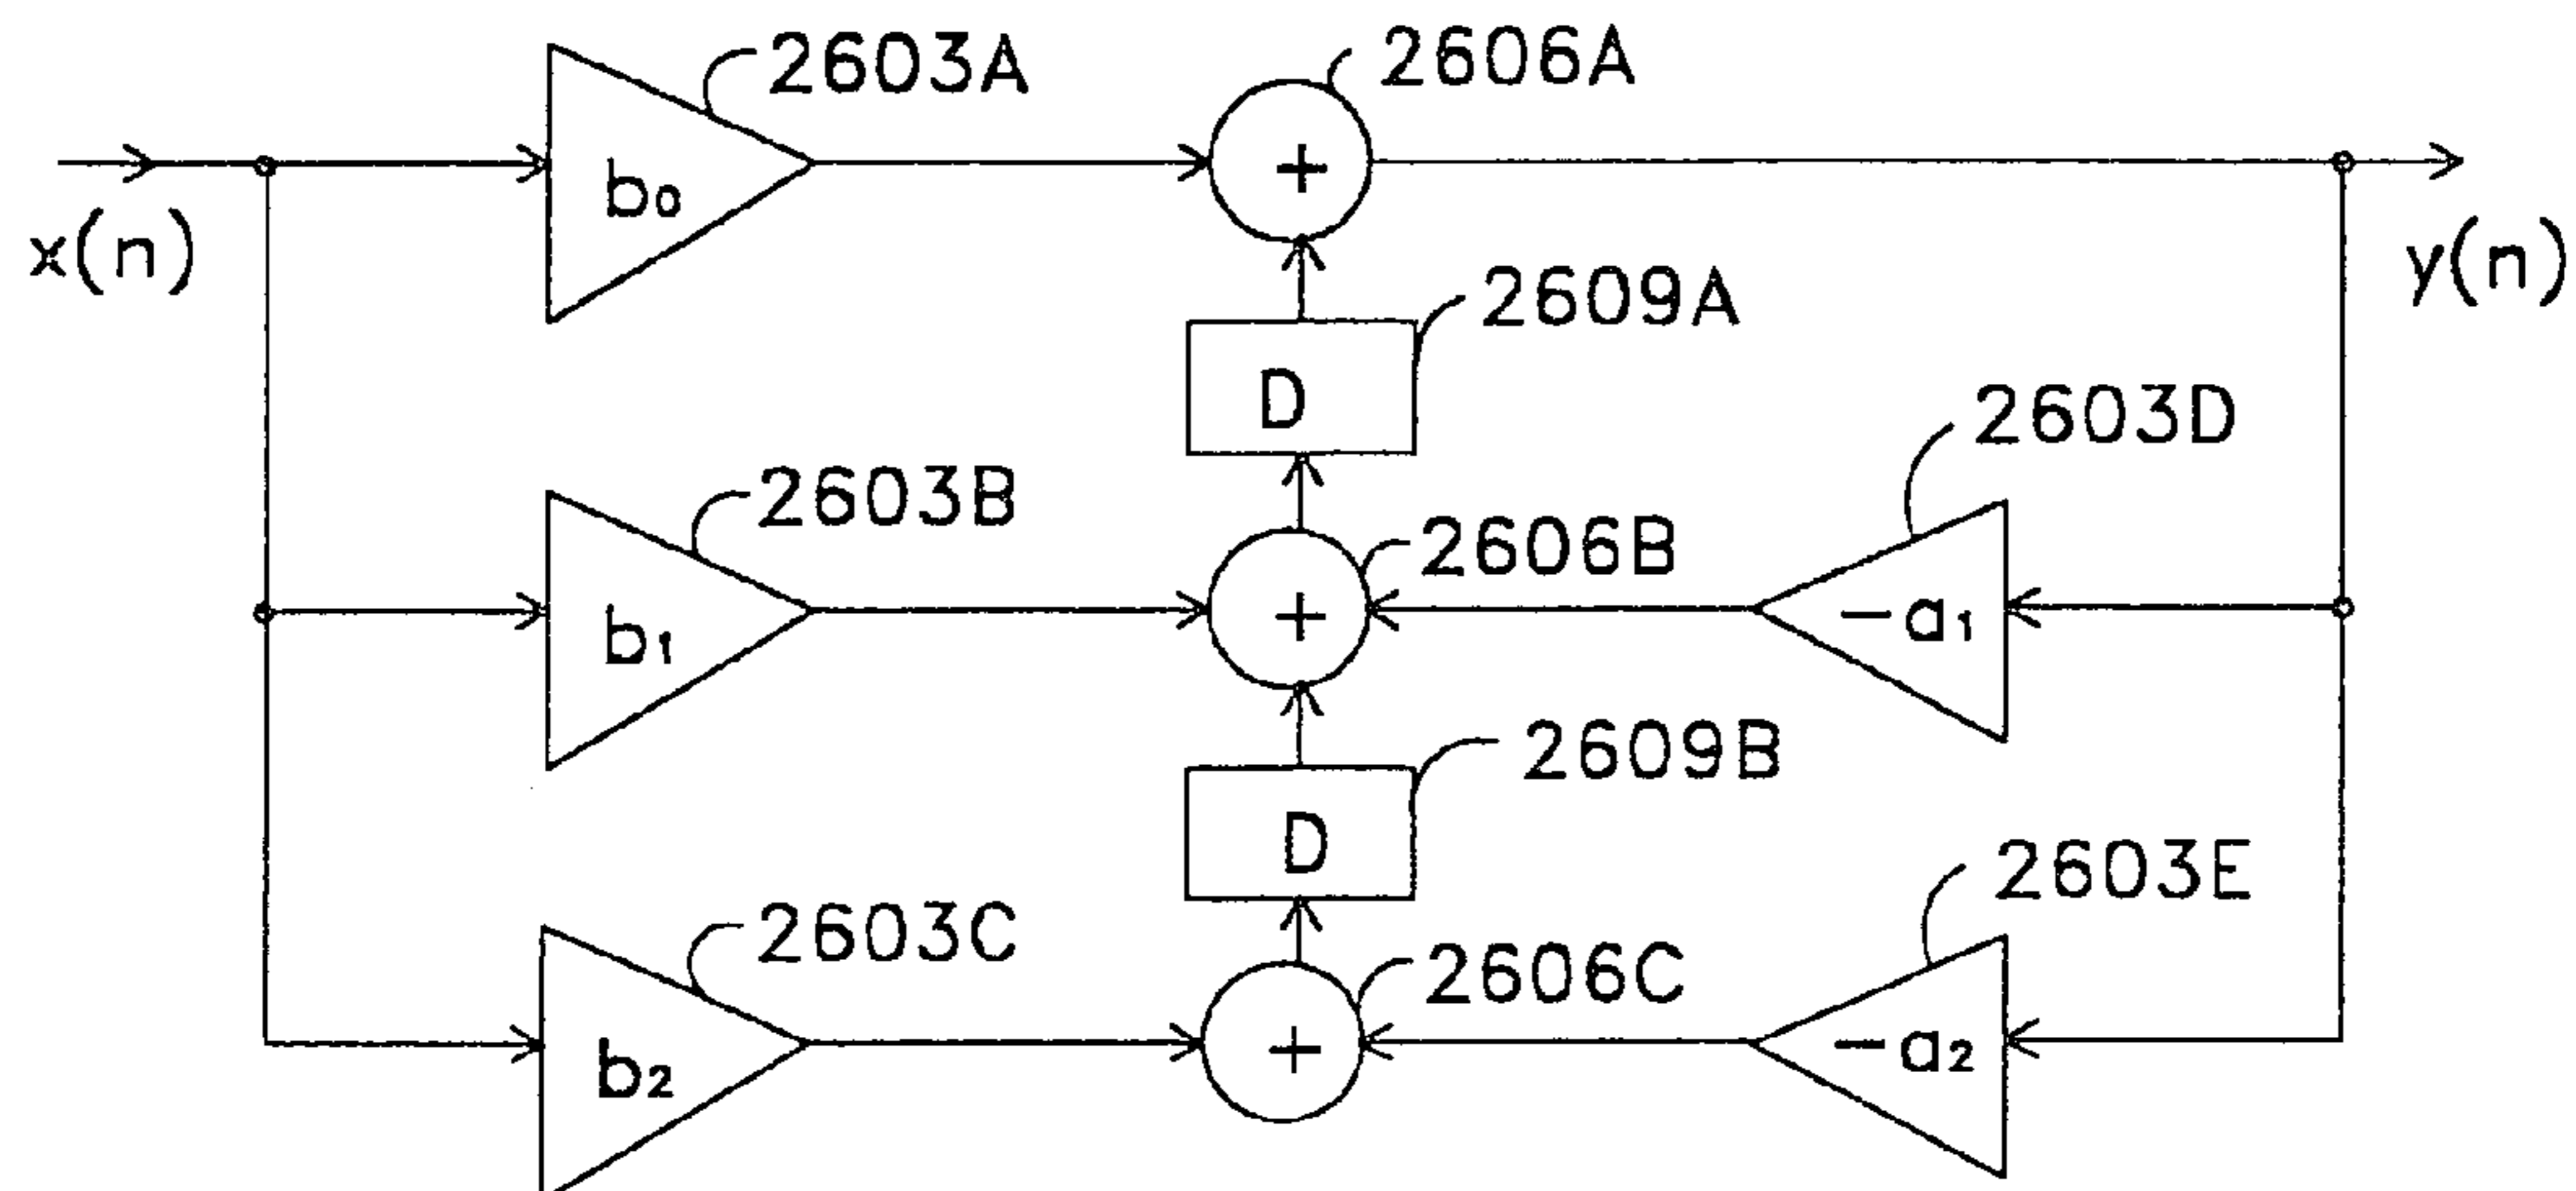 2603A
2606A
b₀
x(n)
y(n)
2609A
D
2603D
2603B
2606B
b₁
+
-a₁
+
2609B
D
2603E
2603C
2606C
b₂
+
-a₂